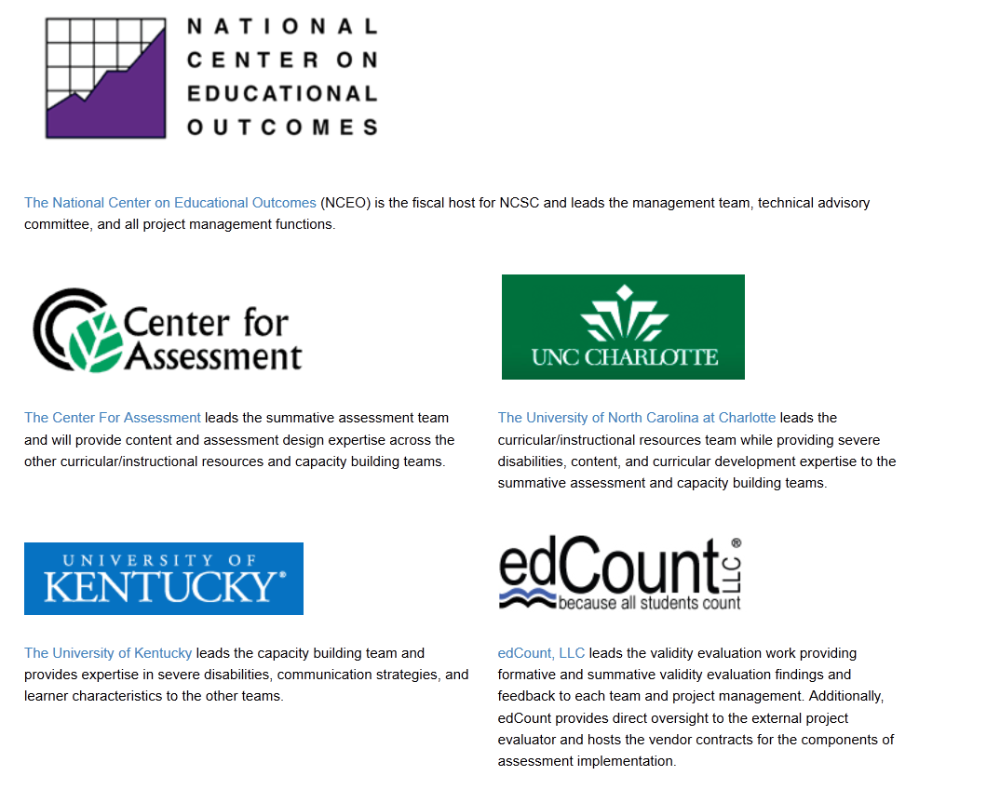 NATIONAL
CENTER ON
EDUCATIONAL
OUTCOMES
The National Center on Educational Outcomes (NCEO) is the fiscal host for NCSC and leads the management team, technical advisory
committee, and all project management functions.
Center for
Assessment
The Center For Assessment leads the summative assessment team
and will provide content and assessment design expertise across the
other curricular/instructional resources and capacity building teams.
UNC CHARLOTTE
The University of North Carolina at Charlotte leads the
curricular/instructional resources team while providing severe
disabilities, content, and curricular development expertise to the
summative assessment and capacity building teams.
UNIVERSITY OF
KENTUCKY®
The University of Kentucky leads the capacity building team and
provides expertise in severe disabilities, communication strategies, and
learner characteristics to the other teams.
edCount LLC®
because all students count
edCount, LLC leads the validity evaluation work providing
formative and summative validity evaluation findings and
feedback to each team and project management. Additionally,
edCount provides direct oversight to the external project
evaluator and hosts the vendor contracts for the components of
assessment implementation.